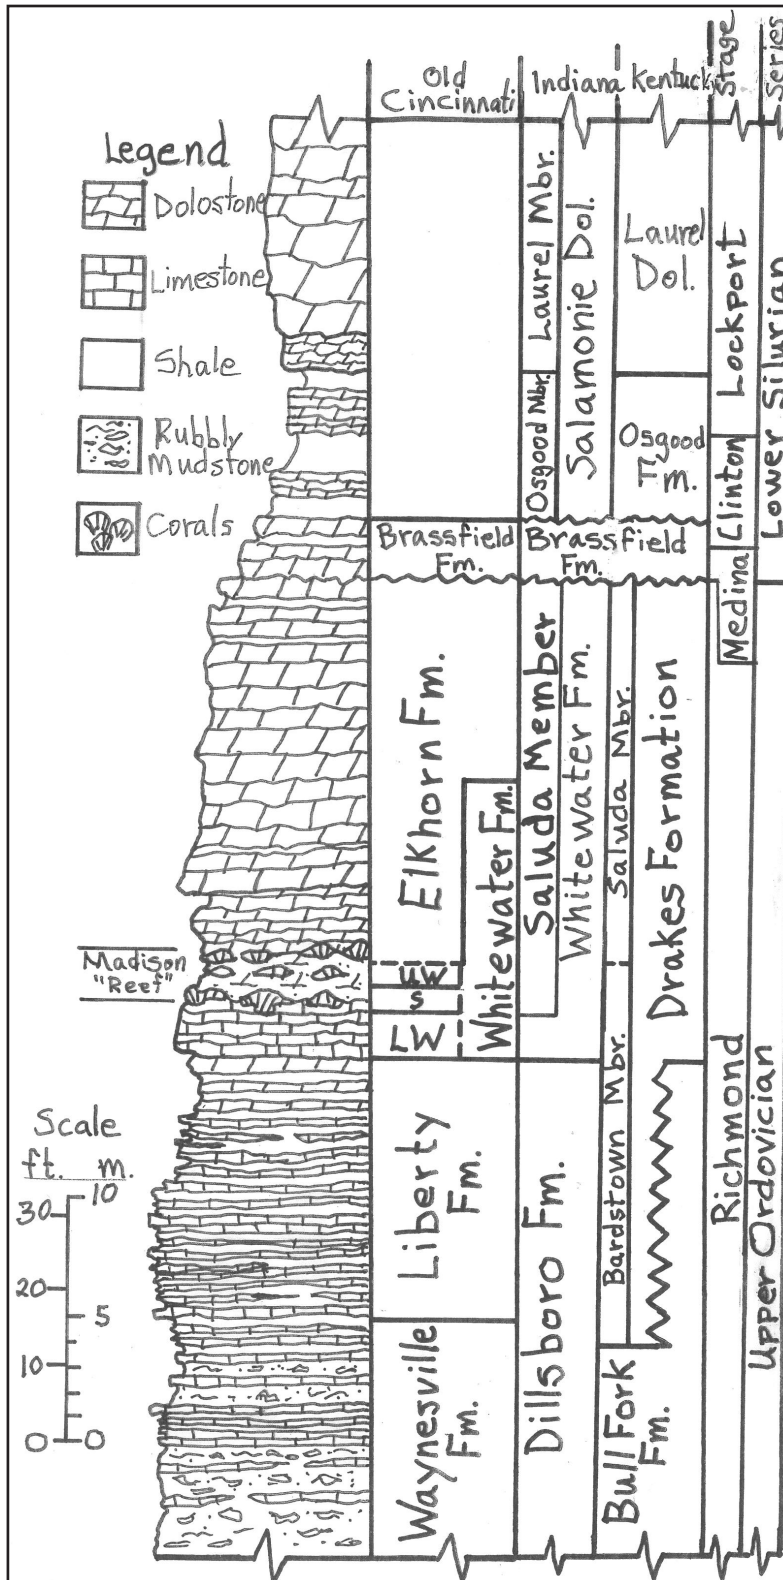 Old
Cincinnati
Indiana
Kentucky
Stage
Series
Legend
Dolostone
Limestone
Shale
Rubbly
Mudstone
Corals
Laurel Mbr.
Salamonie Dol.
Laurel
Dol.
Lockport
Lower Silurian
Osgood Mbr.
Osgood
Fm.
Clinton
Brassfield
Fm.
Brassfield
Fm.
Medina
Elkhorn Fm.
Whitewater Fm.
Saluda Member
Whitewater Fm.
Saluda Mbr.
Drakes Formation
Madison
"Reef"
UW
S
LW
Richmond
Upper Ordovician
Liberty
Fm.
Dillsboro Fm.
Bardstown Mbr.
Scale
ft. m.
30 10
20
5
10
0 0
Waynesville
Fm.
Bull Fork
Fm.